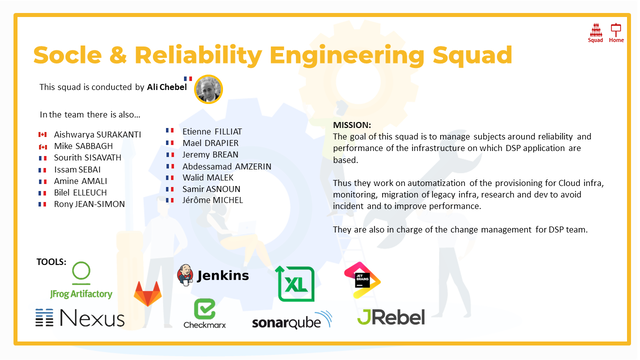 Squad Home
Socle & Reliability Engineering Squad
This squad is conducted by Ali Chebel
In the team there is also...
Aishwarya SURAKANTI
Mike SABBAGH
Sourith SISAVATH
Issam SEBAI
Amine AMALI
Bilel ELLEUCH
Rony JEAN-SIMON
Etienne FILLIAT
Mael DRAPIER
Jeremy BREAN
Abdessamad AMZERIN
Walid MALEK
Samir ASNOUN
Jérôme MICHEL
MISSION:
The goal of this squad is to manage subjects around reliability and
performance of the infrastructure on which DSP application are
based.
Thus they work on automatization of the provisioning for Cloud infra,
monitoring, migration of legacy infra, research and dev to avoid
incident and to improve performance.
They are also in charge of the change management for DSP team.
TOOLS:
JFrog Artifactory
Jenkins
XL
JET
BRAINS
Nexus
Checkmarx
sonarqube
JRebel